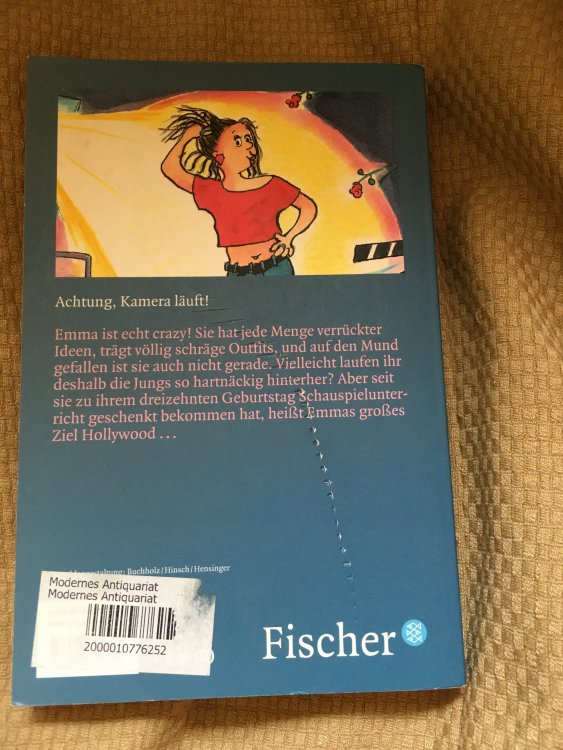 Achtung, Kamera läuft!
Emma ist echt crazy! Sie hat jede Menge verrückter
Ideen, trägt völlig schräge Outfits, und auf den Mund
gefallen ist sie auch nicht gerade. Vielleicht laufen ihr
deshalb die Jungs so hartnäckig hinterher? Aber seit
sie zu ihrem dreizehnten Geburtstag Schauspielunter-
richt geschenkt bekommen hat, heißt Emmas großes
Ziel Hollywood ...
Buchholz/Hinsch/Hensinger
Modernes Antiquariat
Modernes Antiquariat
2000010776252
Fischer